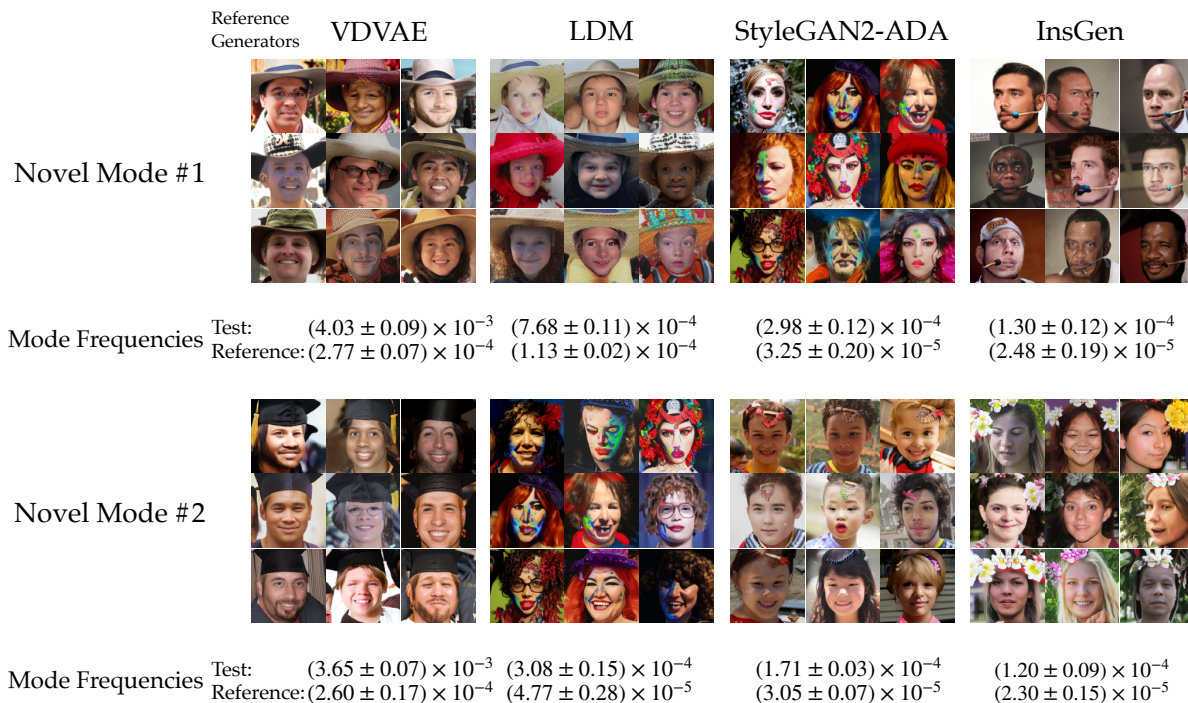 Reference
Generators
VDVAE LDM StyleGAN2-ADA InsGen
Novel Mode #1
Mode Frequencies
Test: (4.03 ± 0.09) × 10⁻³ (7.68 ± 0.11) × 10⁻⁴ (2.98 ± 0.12) × 10⁻⁴ (1.30 ± 0.12) × 10⁻⁴
Reference: (2.77 ± 0.07) × 10⁻⁴ (1.13 ± 0.02) × 10⁻⁴ (3.25 ± 0.20) × 10⁻⁵ (2.48 ± 0.19) × 10⁻⁵
Novel Mode #2
Mode Frequencies
Test: (3.65 ± 0.07) × 10⁻³ (3.08 ± 0.15) × 10⁻⁴ (1.71 ± 0.03) × 10⁻⁴ (1.20 ± 0.09) × 10⁻⁴
Reference: (2.60 ± 0.17) × 10⁻⁴ (4.77 ± 0.28) × 10⁻⁵ (3.05 ± 0.07) × 10⁻⁵ (2.30 ± 0.15) × 10⁻⁵